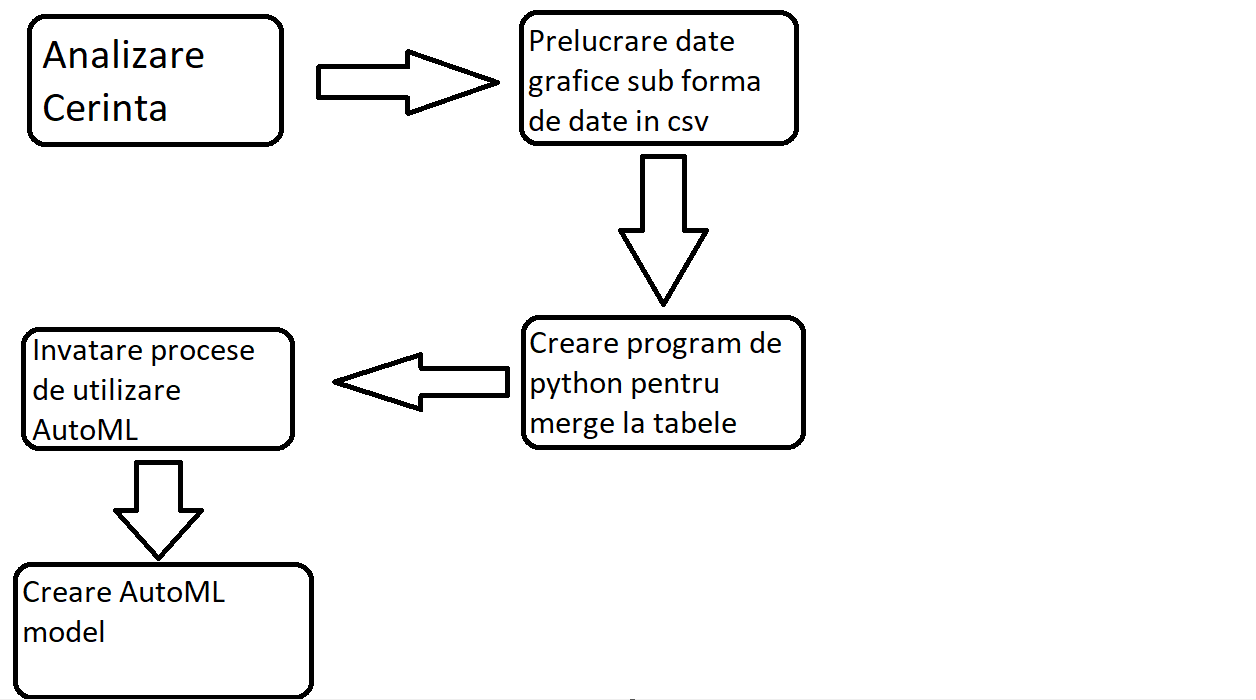 Analizare
Cerinta
Prelucrare date
grafice sub forma
de date in csv
Creare program de
python pentru
merge la tabele
Invatare procese
de utilizare
AutoML
Creare AutoML
model